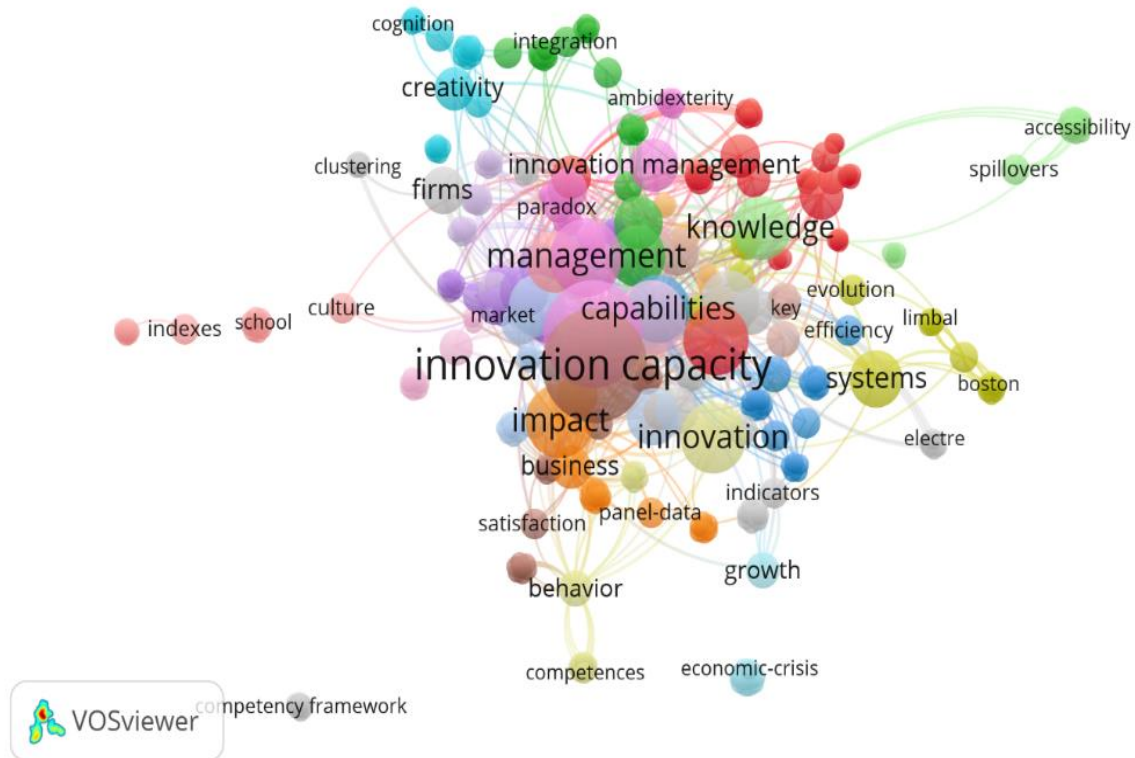 cognition
integration
creativity
ambidexterity
accessibility
clustering
innovation management
spillovers
firms
paradox
knowledge
management
evolution
culture
market
capabilities
key
limbal
indexes
school
efficiency
innovation capacity
systems
boston
impact
innovation
electre
business
indicators
satisfaction
panel-data
growth
behavior
competences
economic-crisis
competency framework
VOSviewer